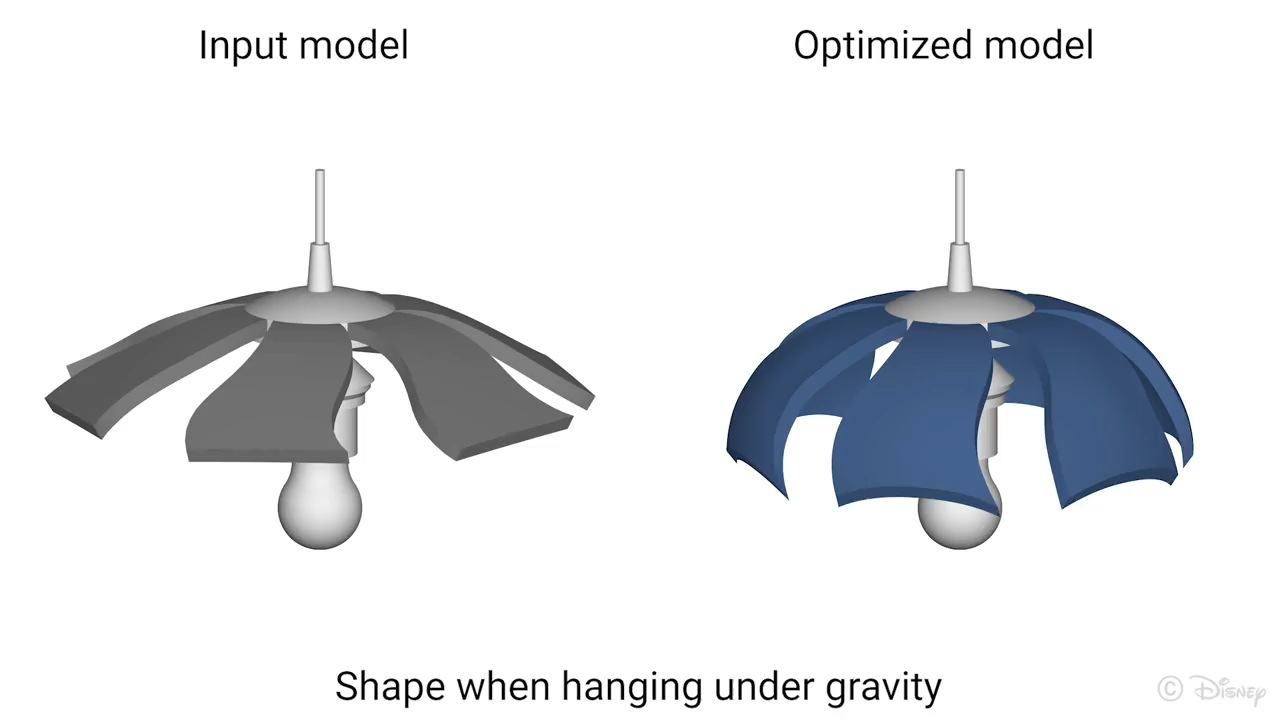 Input model
Optimized model
Shape when hanging under gravity
© Disney